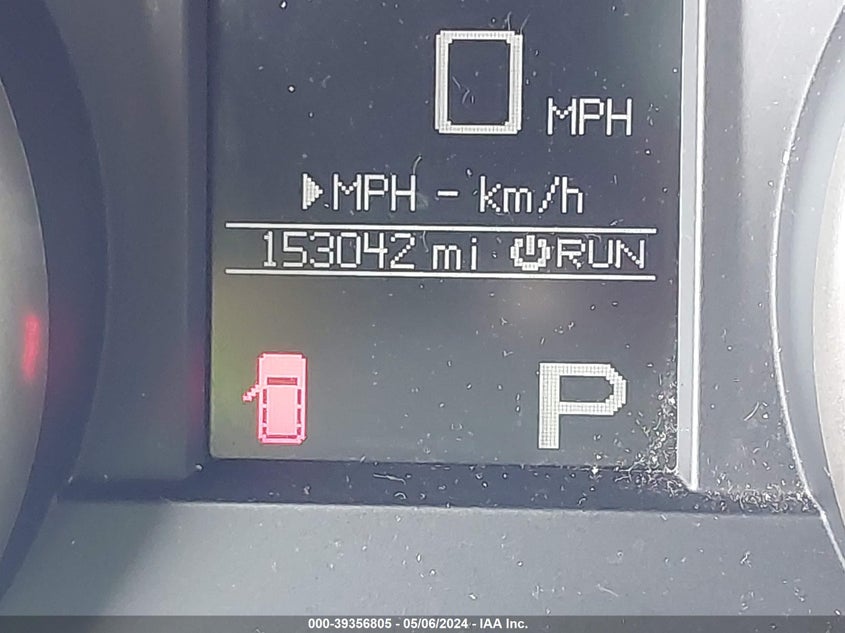 0 MPH
▶MPH - km/h
153042 mi ⏻RUN
P
000-39356805 - 05/06/2024 - IAA Inc.